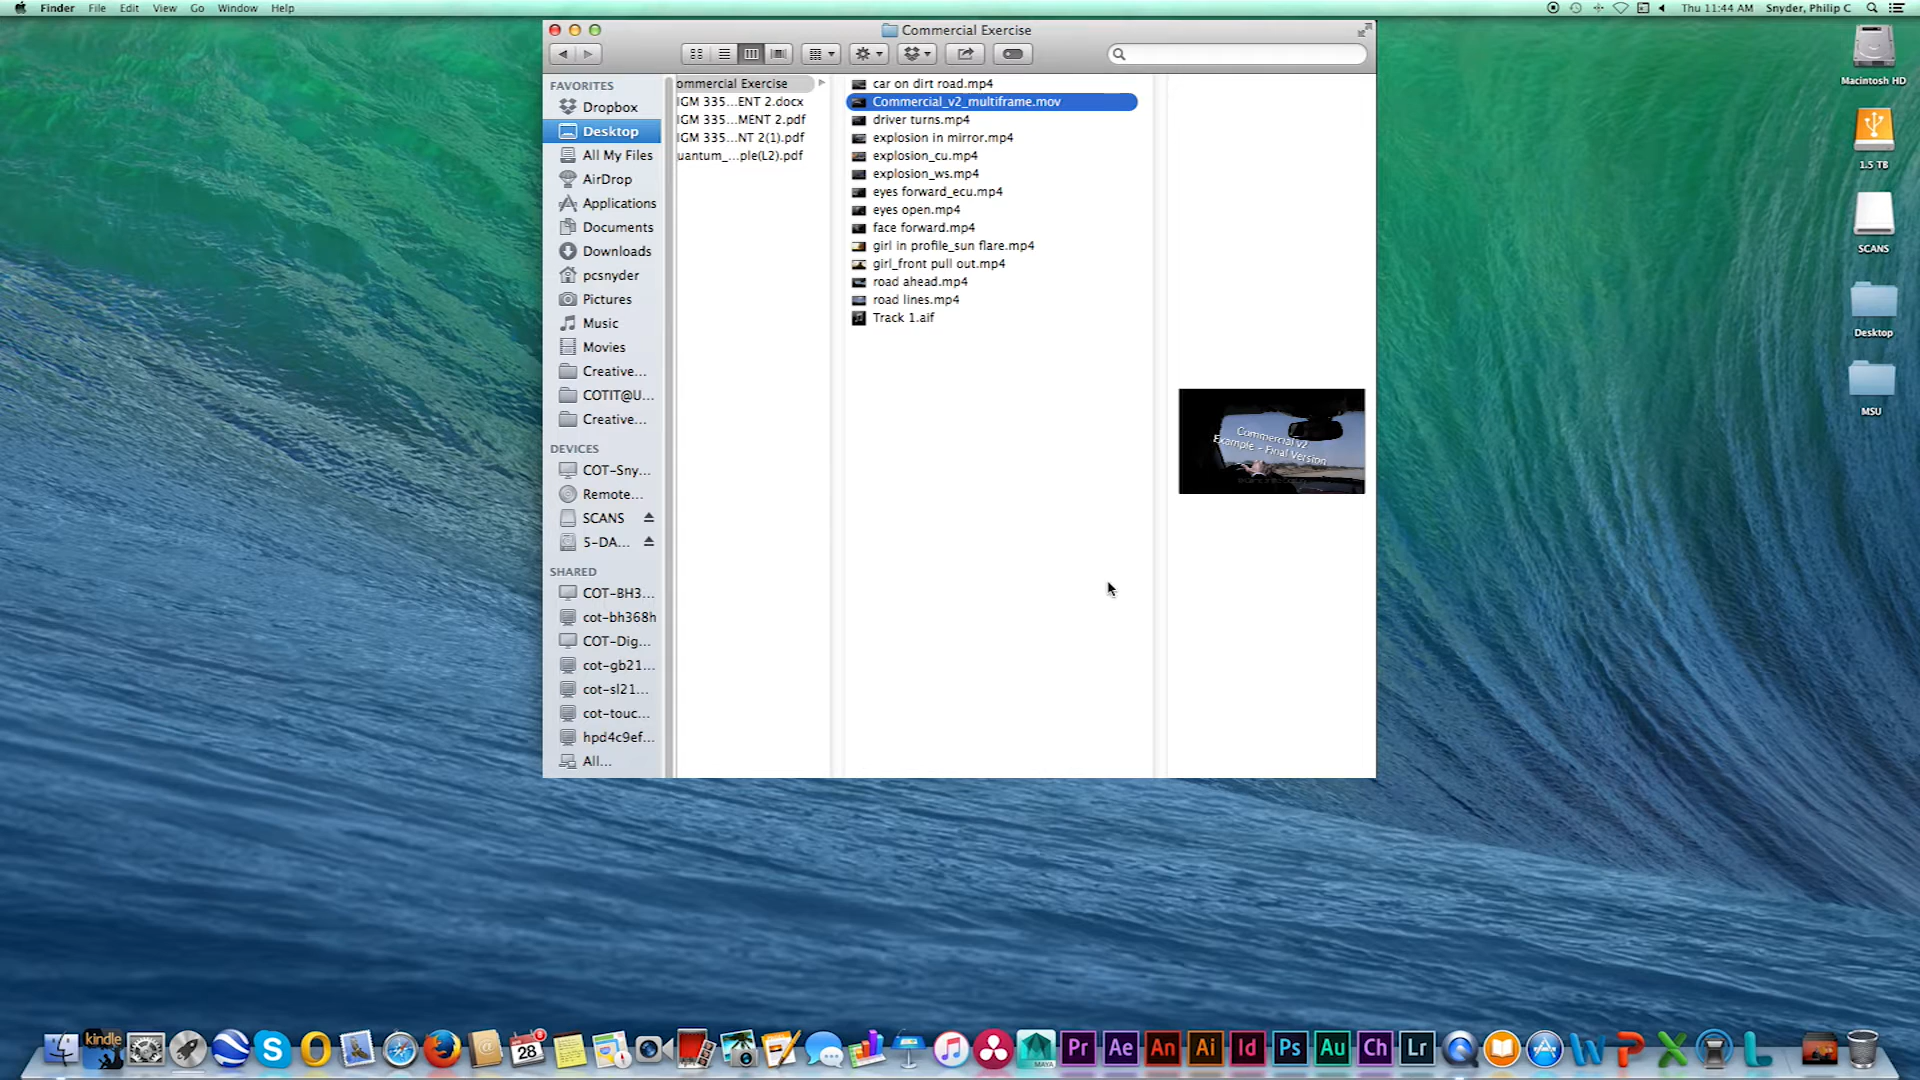 Finder File Edit View Go Window Help
Thu 11:44 AM Snyder, Philip C
Commercial Exercise
FAVORITES
Dropbox
Desktop
All My Files
AirDrop
Applications
Documents
Downloads
pcsnyder
Pictures
Music
Movies
Creative...
COTIT@U...
Creative...
DEVICES
COT-Sny...
Remote...
SCANS
5-DA...
SHARED
COT-BH3...
cot-bh368h
COT-Dig...
cot-gb21...
cot-sl21...
cot-touc...
hpd4c9ef...
All...
ommercial Exercise
IGM 335...ENT 2.docx
IGM 335...MENT 2.pdf
IGM 335...NT 2(1).pdf
uantum_...ple(L2).pdf
car on dirt road.mp4
Commercial_v2_multiframe.mov
driver turns.mp4
explosion in mirror.mp4
explosion_cu.mp4
explosion_ws.mp4
eyes forward_ecu.mp4
eyes open.mp4
face forward.mp4
girl in profile_sun flare.mp4
girl_front pull out.mp4
road ahead.mp4
road lines.mp4
Track 1.aif
Commercial v2
Example - Final Version
Macintosh HD
1.5 TB
SCANS
Desktop
MSU
kindle
28
MAYA
Pr Ae An Ai Id Ps Au Ch Lr